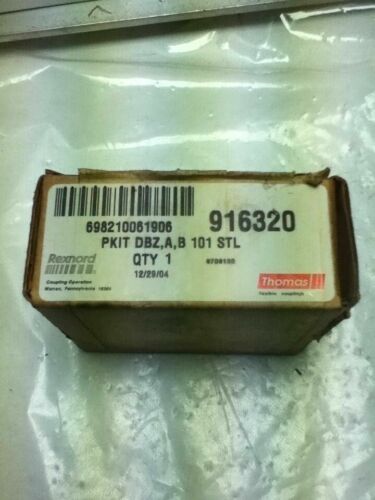 698210061906 916320
PKIT DBZ,A,B 101 STL
Rexnord QTY 1
12/29/04
Thomas
flexible couplings
Coupling Operation
Warren, Pennsylvania 16365